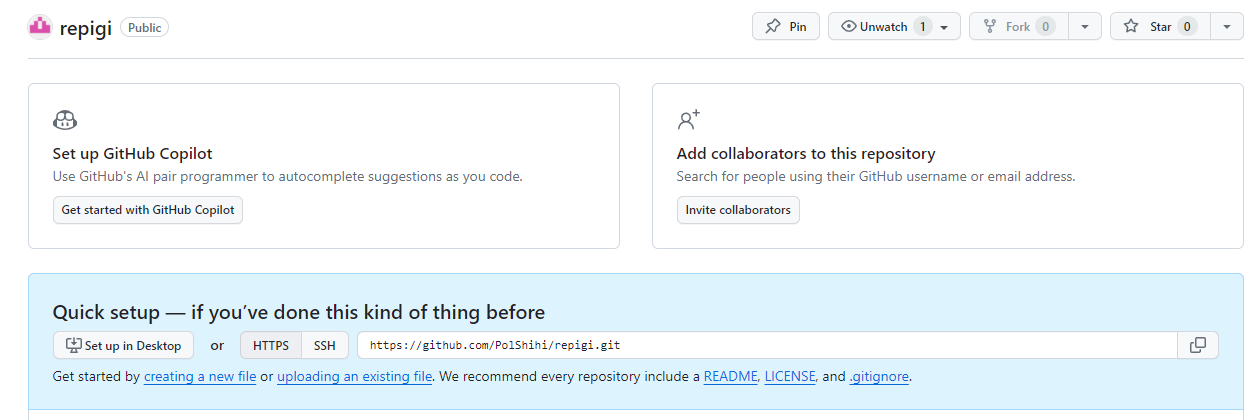 repigi Public Pin Unwatch 1 Fork 0 Star 0
Set up GitHub Copilot
Use GitHub's AI pair programmer to autocomplete suggestions as you code.
Get started with GitHub Copilot
Add collaborators to this repository
Search for people using their GitHub username or email address.
Invite collaborators
Quick setup — if you’ve done this kind of thing before
Set up in Desktop or HTTPS SSH https://github.com/PolShihi/repigi.git
Get started by creating a new file or uploading an existing file. We recommend every repository include a README, LICENSE, and .gitignore.